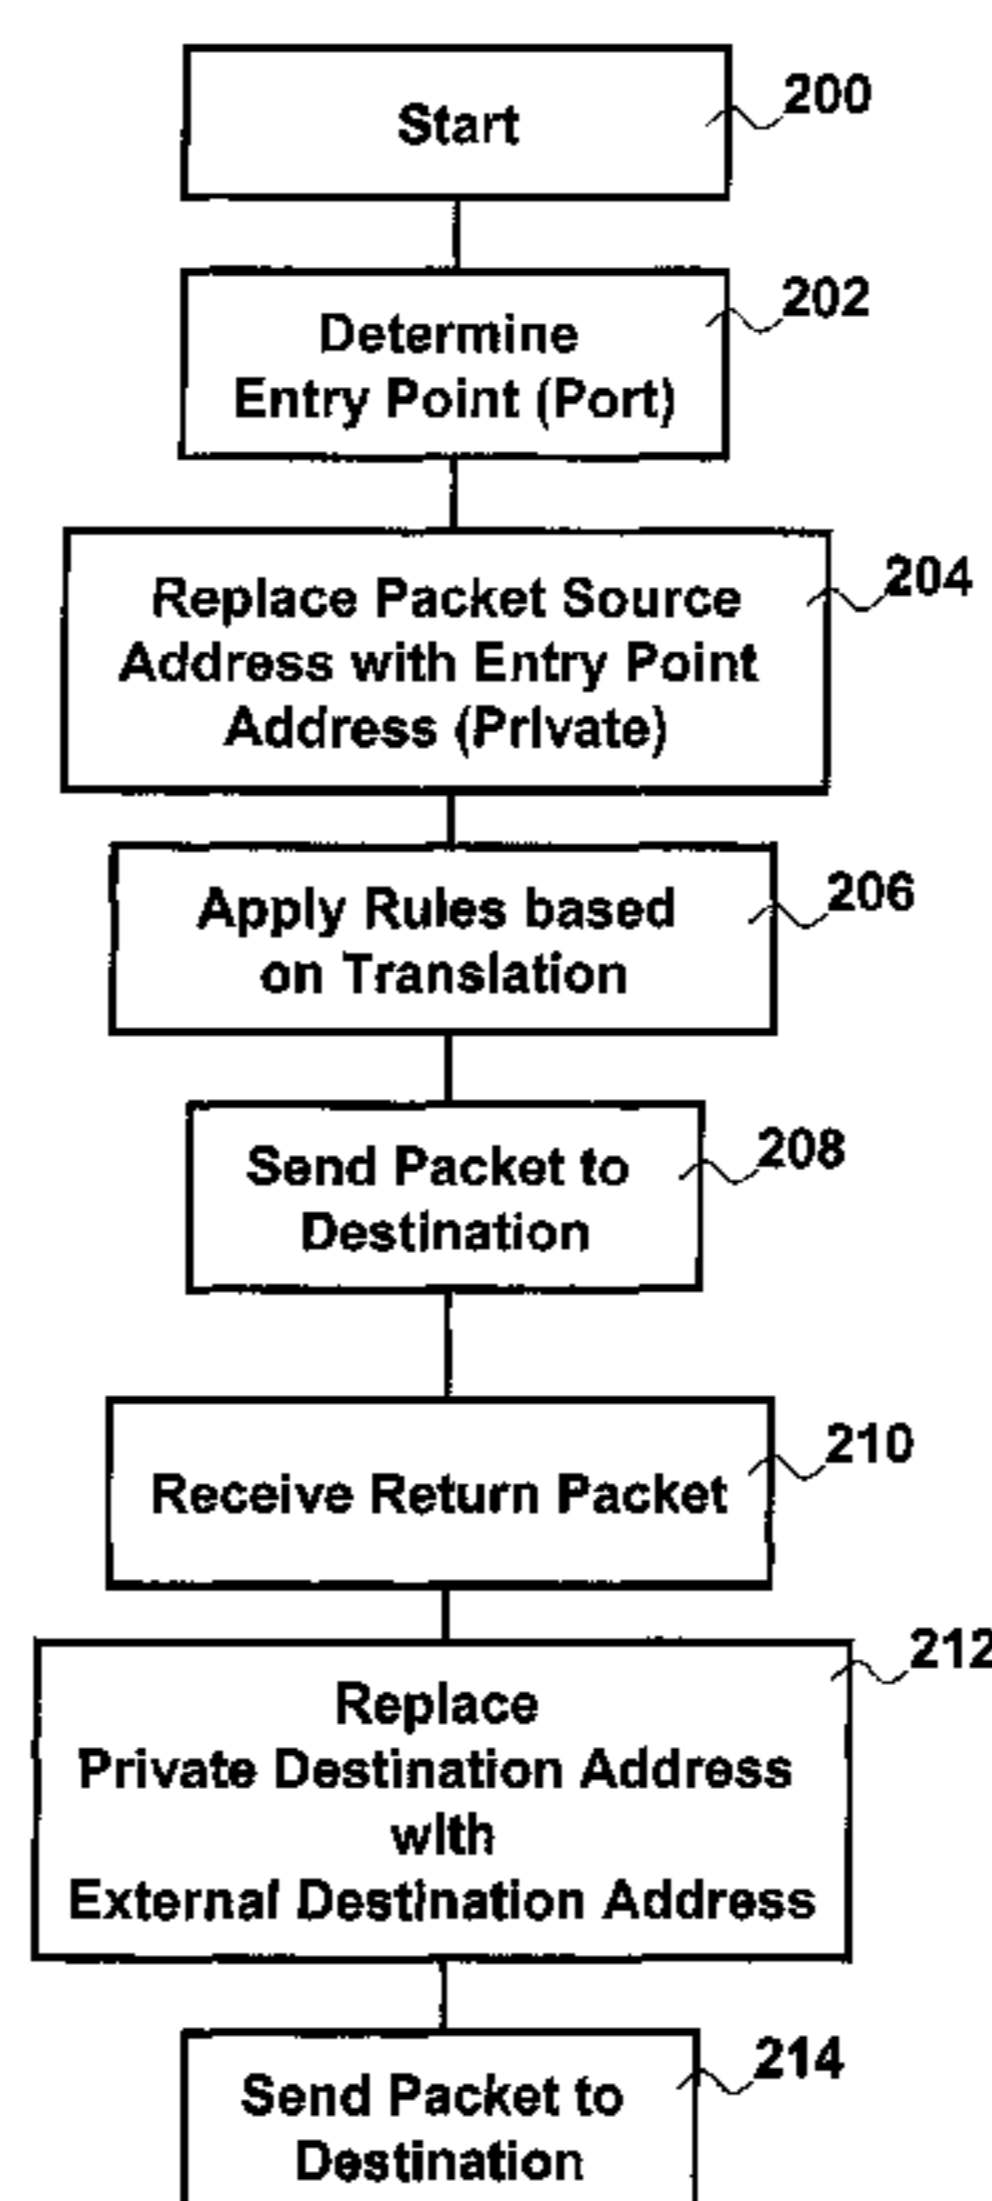 Start
200
Determine
Entry Point (Port)
202
Replace Packet Source
Address with Entry Point
Address (Private)
204
Apply Rules based
on Translation
206
Send Packet to
Destination
208
Receive Return Packet
210
Replace
Private Destination Address
with
External Destination Address
212
Send Packet to
Destination
214